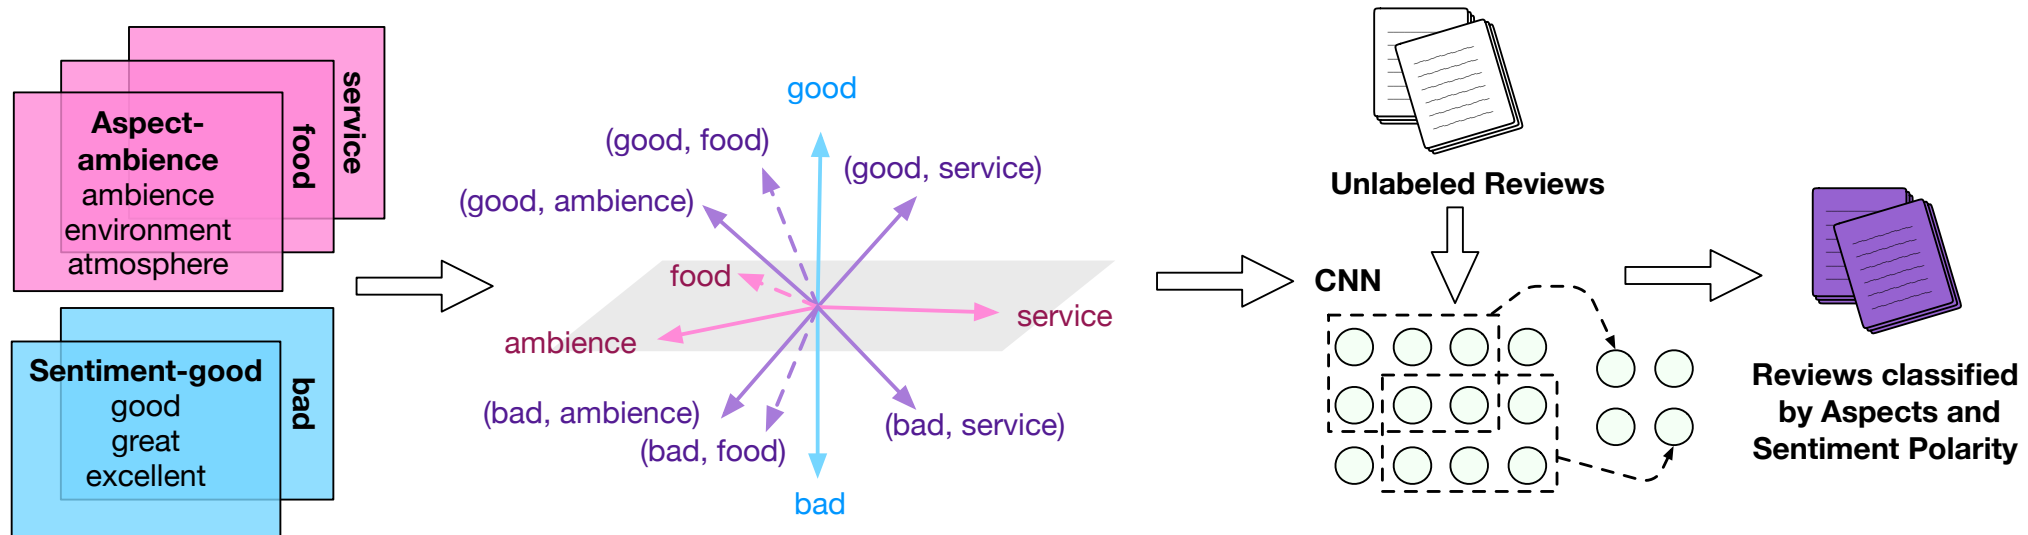 Aspect-
ambience
ambience
environment
atmosphere
food
service
Sentiment-good
good
great
excellent
bad
good
(good, food)
(good, service)
(good, ambience)
food
service
ambience
(bad, ambience)
(bad, service)
(bad, food)
bad
Unlabeled Reviews
CNN
Reviews classified
by Aspects and
Sentiment Polarity